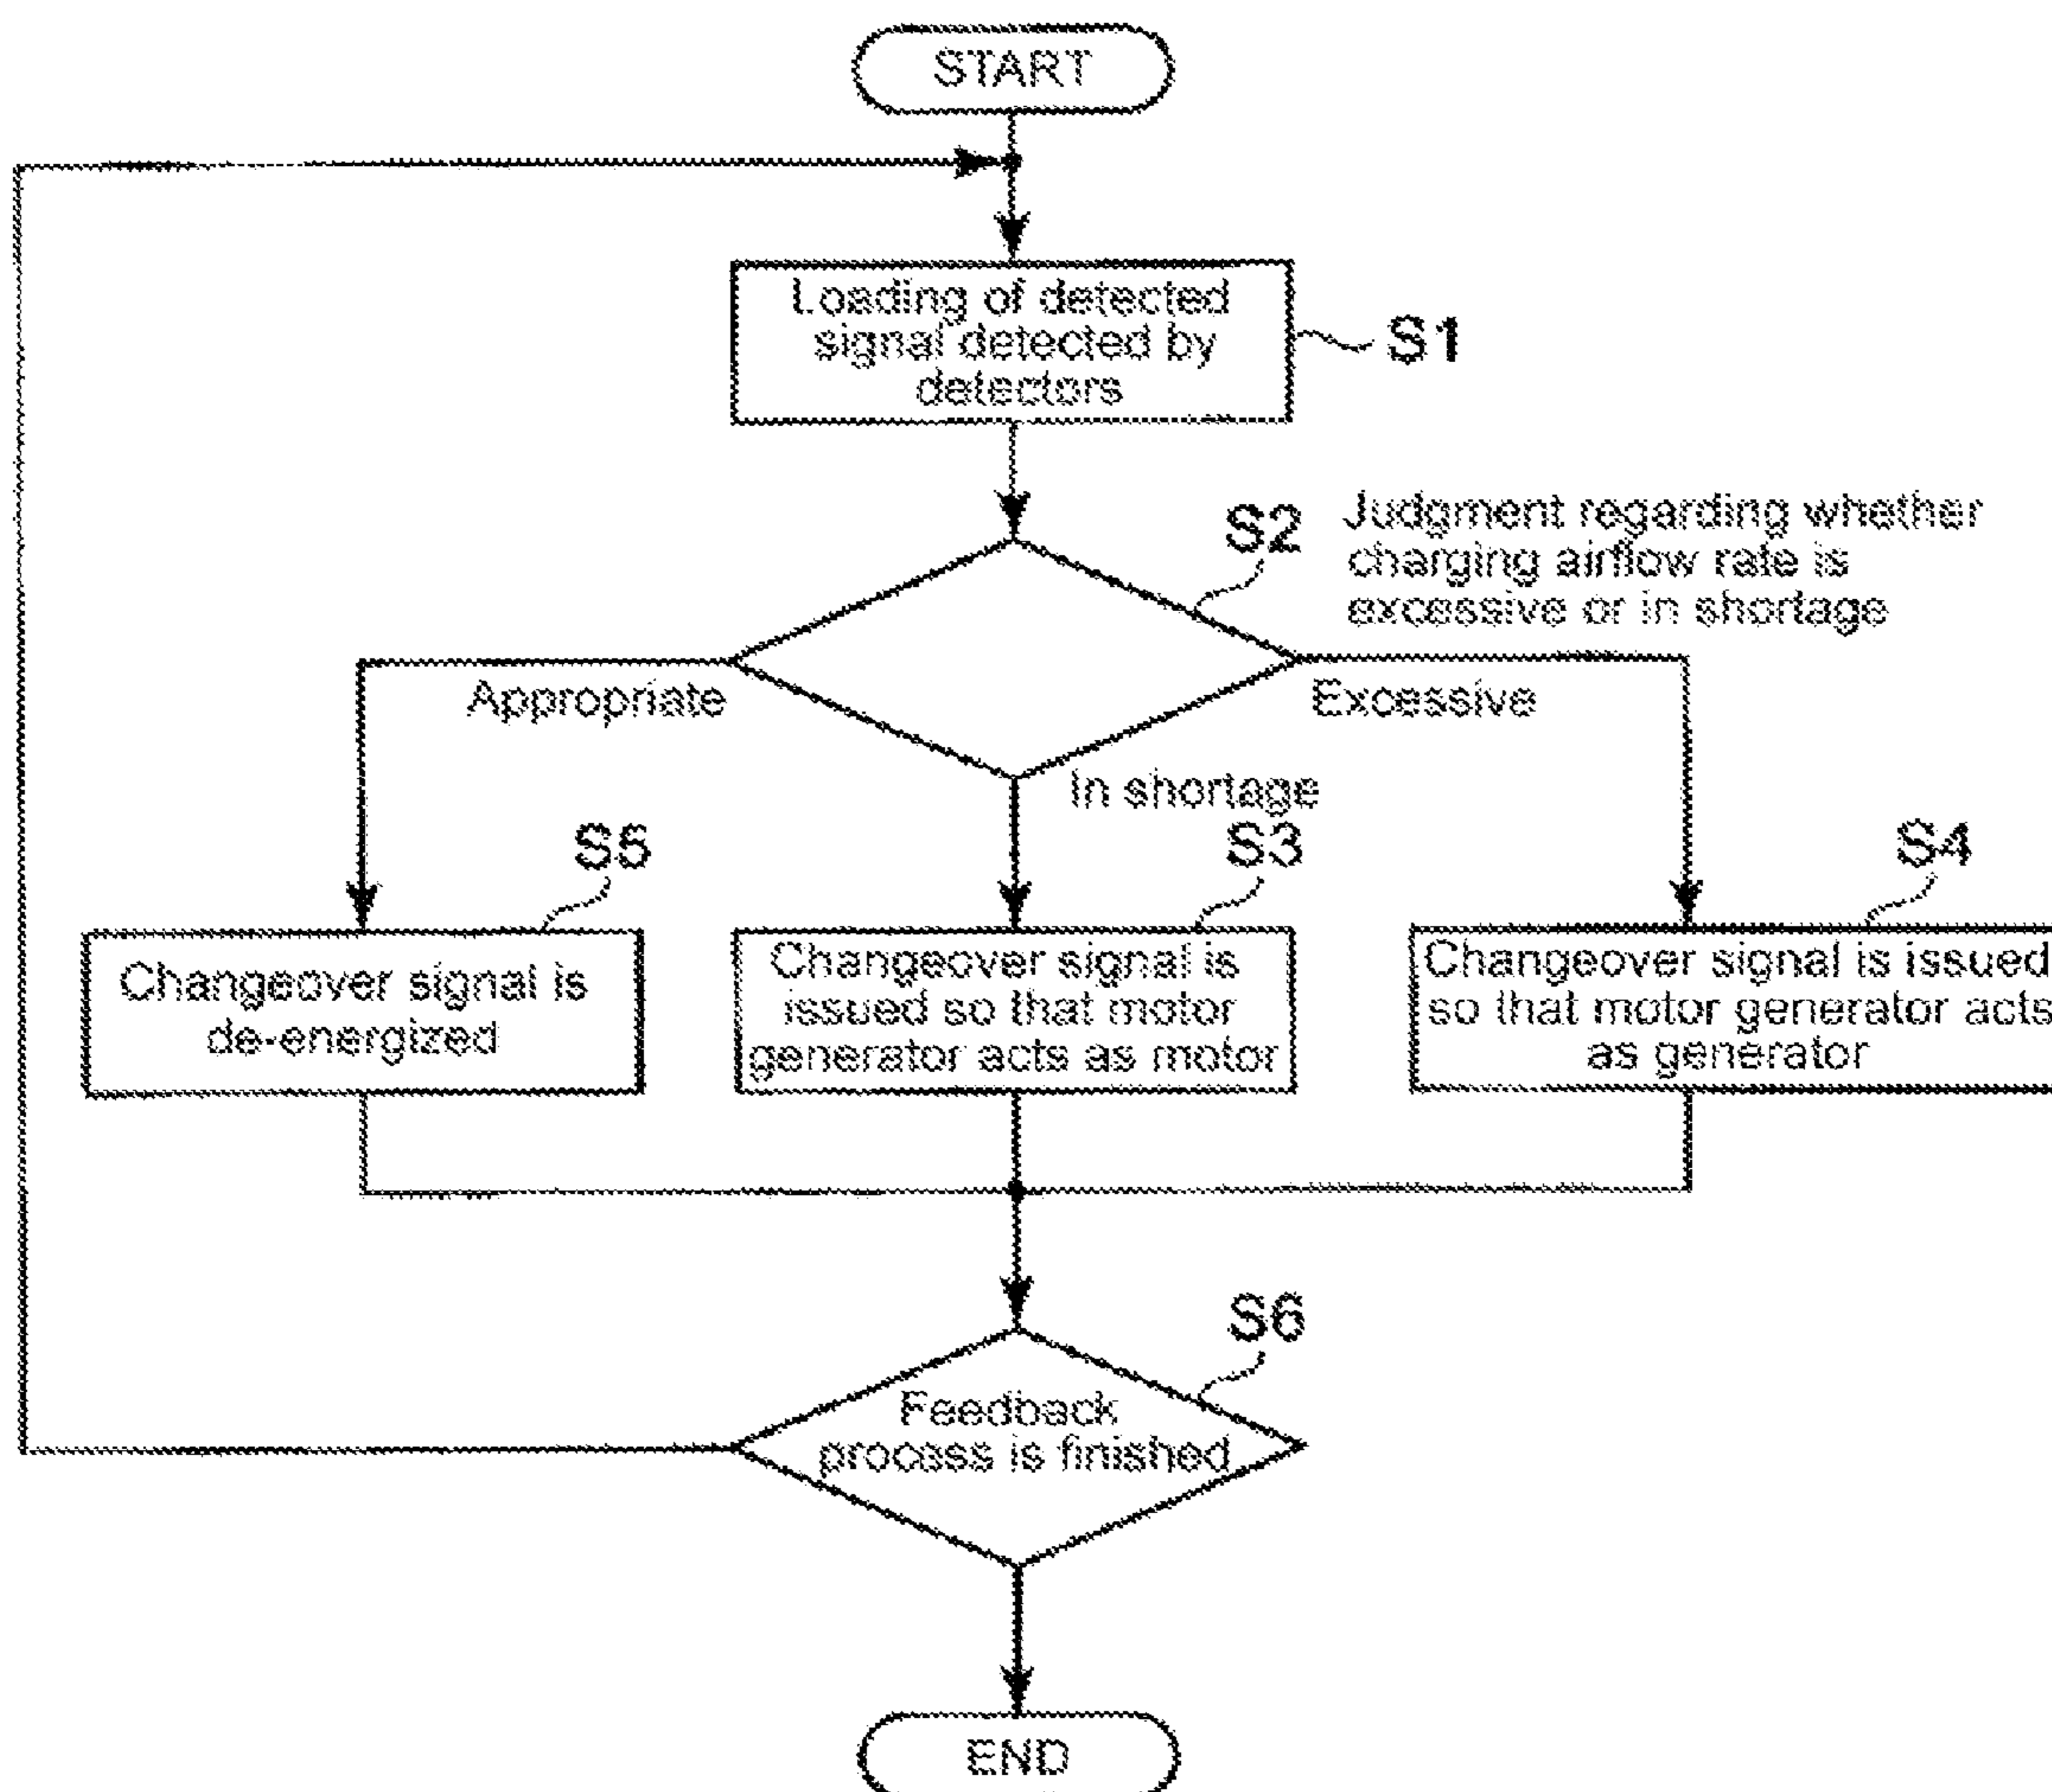 START
Loading of detected
signal detected by
detectors
S1
S2
Judgment regarding whether
charging airflow rate is
excessive or in shortage
Appropriate
Excessive
In shortage
S5
S3
S4
Changeover signal is
de-energized
Changeover signal is
issued so that motor
generator acts as motor
Changeover signal is issued
so that motor generator acts
as generator
S6
Feedback
process is finished
END